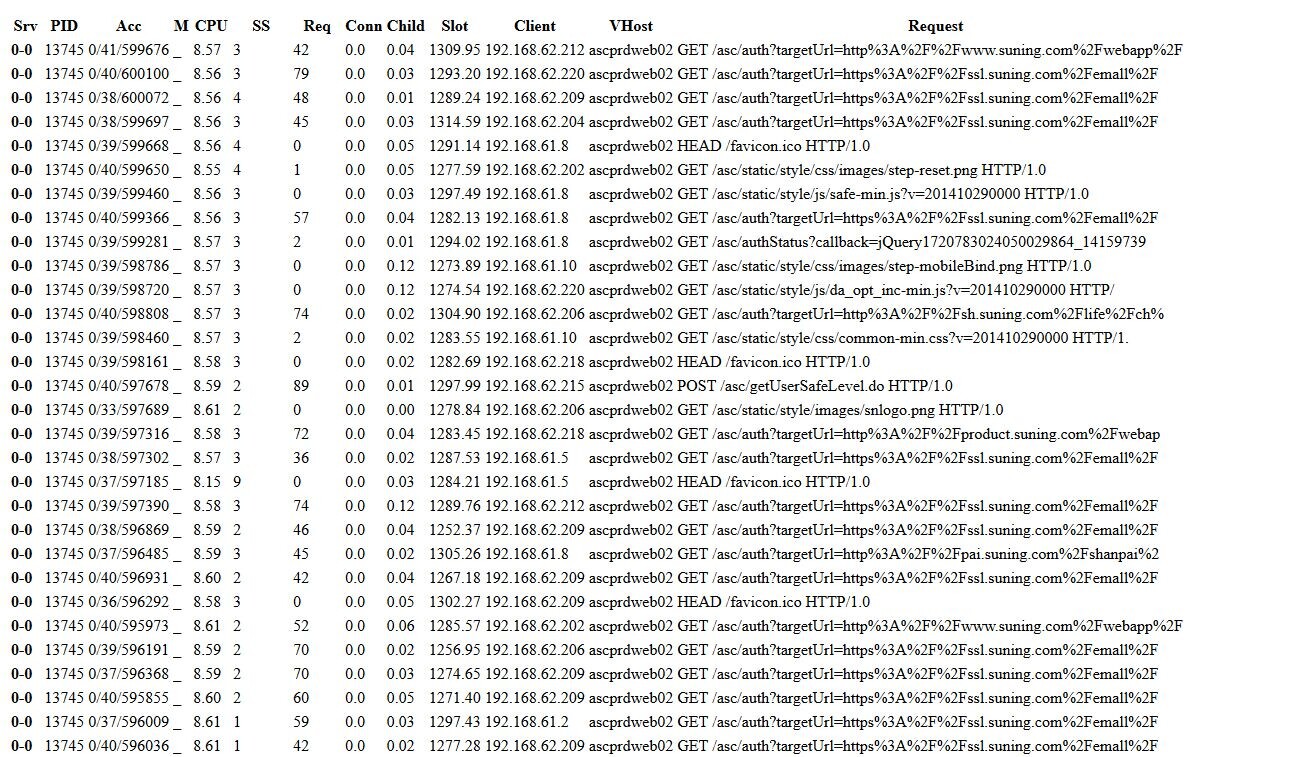 Srv PID Acc M CPU SS Req Conn Child Slot Client VHost Request
0-0 13745 0/41/599676 _ 8.57 3 42 0.0 0.04 1309.95 192.168.62.212 ascprdweb02 GET /asc/auth?targetUrl=http%3A%2F%2Fwww.suning.com%2Fwebapp%2F
0-0 13745 0/40/600100 _ 8.56 3 79 0.0 0.03 1293.20 192.168.62.220 ascprdweb02 GET /asc/auth?targetUrl=https%3A%2F%2Fssl.suning.com%2Femall%2F
0-0 13745 0/38/600072 _ 8.56 4 48 0.0 0.01 1289.24 192.168.62.209 ascprdweb02 GET /asc/auth?targetUrl=https%3A%2F%2Fssl.suning.com%2Femall%2F
0-0 13745 0/38/599697 _ 8.56 3 45 0.0 0.03 1314.59 192.168.62.204 ascprdweb02 GET /asc/auth?targetUrl=https%3A%2F%2Fssl.suning.com%2Femall%2F
0-0 13745 0/39/599668 _ 8.56 4 0 0.0 0.05 1291.14 192.168.61.8 ascprdweb02 HEAD /favicon.ico HTTP/1.0
0-0 13745 0/40/599650 _ 8.55 4 1 0.0 0.05 1277.59 192.168.62.202 ascprdweb02 GET /asc/static/style/css/images/step-reset.png HTTP/1.0
0-0 13745 0/39/599460 _ 8.56 3 0 0.0 0.03 1297.49 192.168.61.8 ascprdweb02 GET /asc/static/style/js/safe-min.js?v=201410290000 HTTP/1.0
0-0 13745 0/40/599366 _ 8.56 3 57 0.0 0.04 1282.13 192.168.61.8 ascprdweb02 GET /asc/auth?targetUrl=https%3A%2F%2Fssl.suning.com%2Femall%2F
0-0 13745 0/39/599281 _ 8.57 3 2 0.0 0.01 1294.02 192.168.61.8 ascprdweb02 GET /asc/authStatus?callback=jQuery1720783024050029864_14159739
0-0 13745 0/39/598786 _ 8.57 3 0 0.0 0.12 1273.89 192.168.61.10 ascprdweb02 GET /asc/static/style/css/images/step-mobileBind.png HTTP/1.0
0-0 13745 0/39/598720 _ 8.57 3 0 0.0 0.12 1274.54 192.168.62.220 ascprdweb02 GET /asc/static/style/js/da_opt_inc-min.js?v=201410290000 HTTP/
0-0 13745 0/40/598808 _ 8.57 3 74 0.0 0.02 1304.90 192.168.62.206 ascprdweb02 GET /asc/auth?targetUrl=http%3A%2F%2Fsh.suning.com%2Flife%2Fch%
0-0 13745 0/39/598460 _ 8.57 3 2 0.0 0.02 1283.55 192.168.61.10 ascprdweb02 GET /asc/static/style/css/common-min.css?v=201410290000 HTTP/1.
0-0 13745 0/39/598161 _ 8.58 3 0 0.0 0.02 1282.69 192.168.62.218 ascprdweb02 HEAD /favicon.ico HTTP/1.0
0-0 13745 0/40/597678 _ 8.59 2 89 0.0 0.01 1297.99 192.168.62.215 ascprdweb02 POST /asc/getUserSafeLevel.do HTTP/1.0
0-0 13745 0/33/597689 _ 8.61 2 0 0.0 0.00 1278.84 192.168.62.206 ascprdweb02 GET /asc/static/style/images/snlogo.png HTTP/1.0
0-0 13745 0/39/597316 _ 8.58 3 72 0.0 0.04 1283.45 192.168.62.218 ascprdweb02 GET /asc/auth?targetUrl=http%3A%2F%2Fproduct.suning.com%2Fwebap
0-0 13745 0/38/597302 _ 8.57 3 36 0.0 0.02 1287.53 192.168.61.5 ascprdweb02 GET /asc/auth?targetUrl=https%3A%2F%2Fssl.suning.com%2Femall%2F
0-0 13745 0/37/597185 _ 8.15 9 0 0.0 0.03 1284.21 192.168.61.5 ascprdweb02 HEAD /favicon.ico HTTP/1.0
0-0 13745 0/39/597390 _ 8.58 3 74 0.0 0.12 1289.76 192.168.62.212 ascprdweb02 GET /asc/auth?targetUrl=https%3A%2F%2Fssl.suning.com%2Femall%2F
0-0 13745 0/38/596869 _ 8.59 2 46 0.0 0.04 1252.37 192.168.62.209 ascprdweb02 GET /asc/auth?targetUrl=https%3A%2F%2Fssl.suning.com%2Femall%2F
0-0 13745 0/37/596485 _ 8.59 3 45 0.0 0.02 1305.26 192.168.61.8 ascprdweb02 GET /asc/auth?targetUrl=http%3A%2F%2Fpai.suning.com%2Fshanpai%2
0-0 13745 0/40/596931 _ 8.60 2 42 0.0 0.04 1267.18 192.168.62.209 ascprdweb02 GET /asc/auth?targetUrl=https%3A%2F%2Fssl.suning.com%2Femall%2F
0-0 13745 0/36/596292 _ 8.58 3 0 0.0 0.05 1302.27 192.168.62.209 ascprdweb02 HEAD /favicon.ico HTTP/1.0
0-0 13745 0/40/595973 _ 8.61 2 52 0.0 0.06 1285.57 192.168.62.202 ascprdweb02 GET /asc/auth?targetUrl=http%3A%2F%2Fwww.suning.com%2Fwebapp%2F
0-0 13745 0/39/596191 _ 8.59 2 70 0.0 0.02 1256.95 192.168.62.206 ascprdweb02 GET /asc/auth?targetUrl=https%3A%2F%2Fssl.suning.com%2Femall%2F
0-0 13745 0/37/596368 _ 8.59 2 70 0.0 0.03 1274.65 192.168.62.209 ascprdweb02 GET /asc/auth?targetUrl=https%3A%2F%2Fssl.suning.com%2Femall%2F
0-0 13745 0/40/595855 _ 8.60 2 60 0.0 0.05 1271.40 192.168.62.209 ascprdweb02 GET /asc/auth?targetUrl=https%3A%2F%2Fssl.suning.com%2Femall%2F
0-0 13745 0/37/596009 _ 8.61 1 59 0.0 0.03 1297.43 192.168.61.2 ascprdweb02 GET /asc/auth?targetUrl=https%3A%2F%2Fssl.suning.com%2Femall%2F
0-0 13745 0/40/596036 _ 8.61 1 42 0.0 0.02 1277.28 192.168.62.209 ascprdweb02 GET /asc/auth?targetUrl=https%3A%2F%2Fssl.suning.com%2Femall%2F